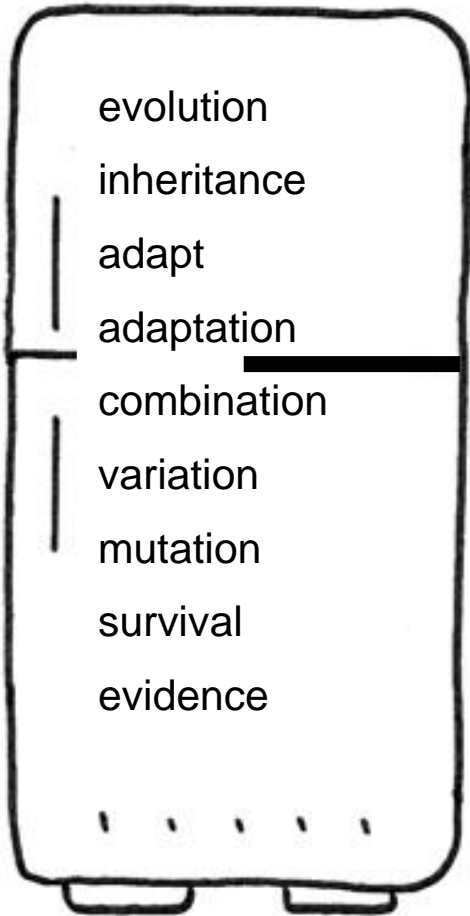 evolution
inheritance
adapt
adaptation
combination
variation
mutation
survival
evidence